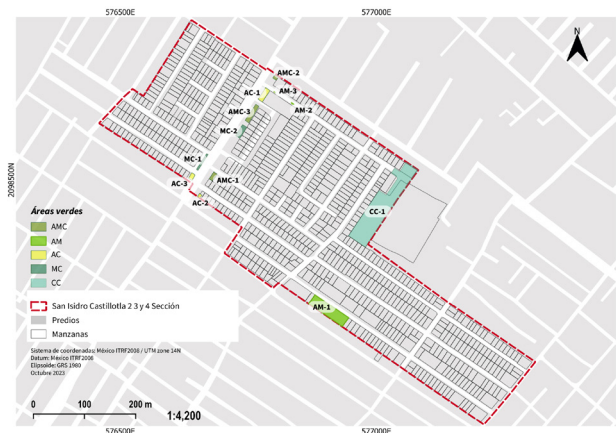 576500E
577000E
N
AMC-2
AM-3
AC-1
AM-2
AMC-3
MC-2
MC-1
AMC-1
AC-3
AC-2
CC-1
AM-1
2098500N
Áreas verdes
AMC
AM
AC
MC
CC
San Isidro Castillotla 2 3 y 4 Sección
Predios
Manzanas
Sistema de coordenadas: México ITRF2008 / UTM zone 14N
Datum: México ITRF2008
Elipsoide: GRS 1980
Octubre 2023
0 100 200 m
1:4,200
576500E
577000E